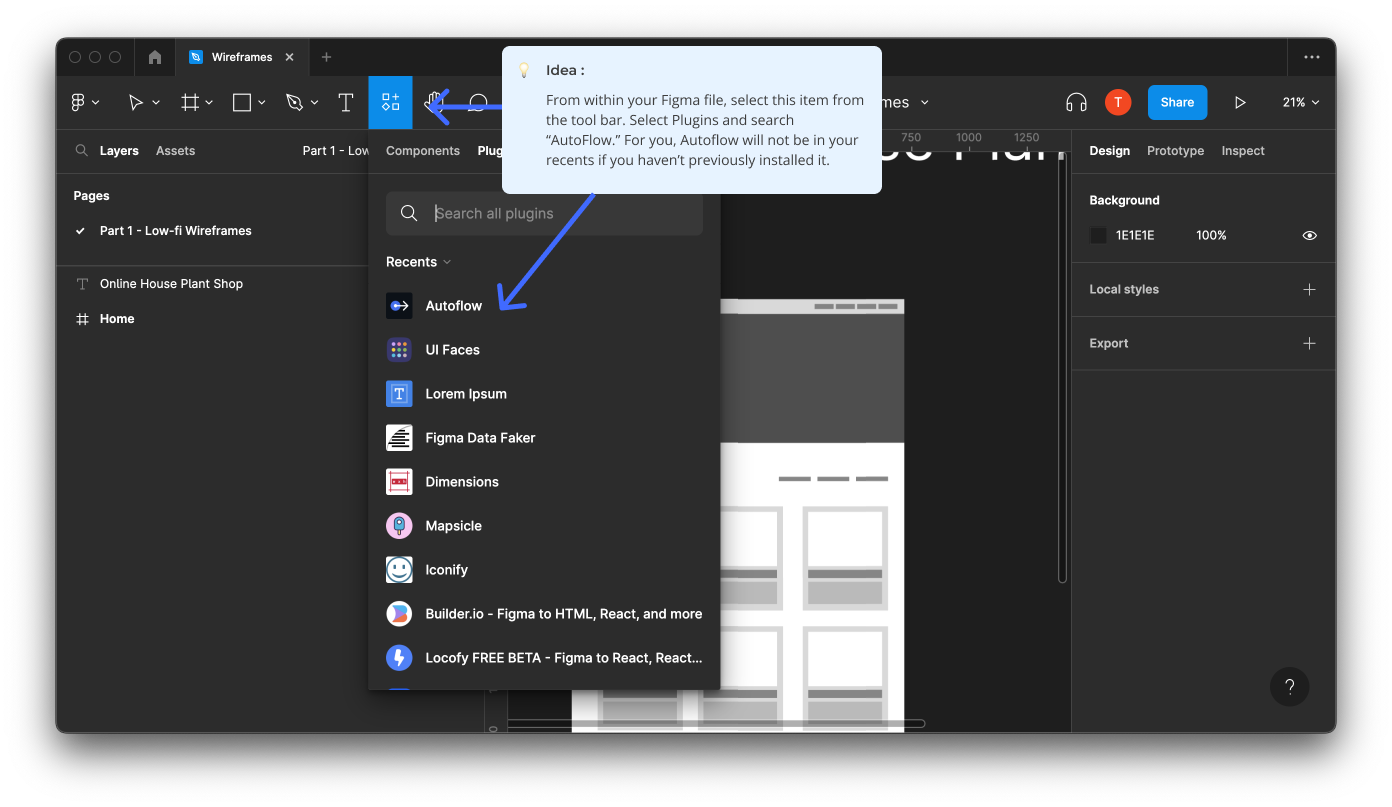 Wireframes
Idea :
From within your Figma file, select this item from
the tool bar. Select Plugins and search
“AutoFlow.” For you, Autoflow will not be in your
recents if you haven’t previously installed it.
mes
T
Share
21%
Layers
Assets
Part 1 - Low
Components
Plug
750
1000
1250
Design
Prototype
Inspect
Pages
Part 1 - Low-fi Wireframes
Online House Plant Shop
Home
Search all plugins
Recents
Autoflow
UI Faces
Lorem Ipsum
Figma Data Faker
Dimensions
Mapsicle
Iconify
Builder.io - Figma to HTML, React, and more
Locofy FREE BETA - Figma to React, React...
Background
1E1E1E
100%
Local styles
Export
?